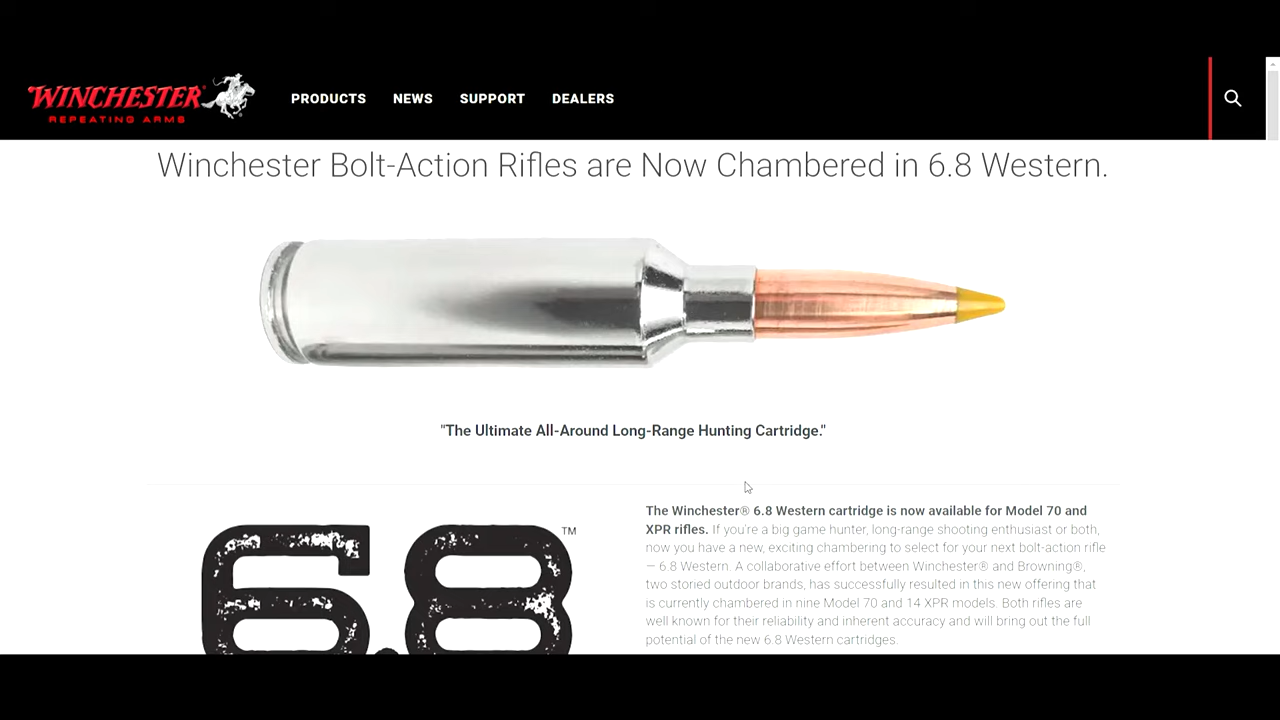 WINCHESTER
REPEATING ARMS
PRODUCTS NEWS SUPPORT DEALERS
Winchester Bolt-Action Rifles are Now Chambered in 6.8 Western.
"The Ultimate All-Around Long-Range Hunting Cartridge."
6.8™
The Winchester® 6.8 Western cartridge is now available for Model 70 and
XPR rifles. If you're a big game hunter, long-range shooting enthusiast or both,
now you have a new, exciting chambering to select for your next bolt-action rifle
— 6.8 Western. A collaborative effort between Winchester® and Browning®,
two storied outdoor brands, has successfully resulted in this new offering that
is currently chambered in nine Model 70 and 14 XPR models. Both rifles are
well known for their reliability and inherent accuracy and will bring out the full
potential of the new 6.8 Western cartridges.